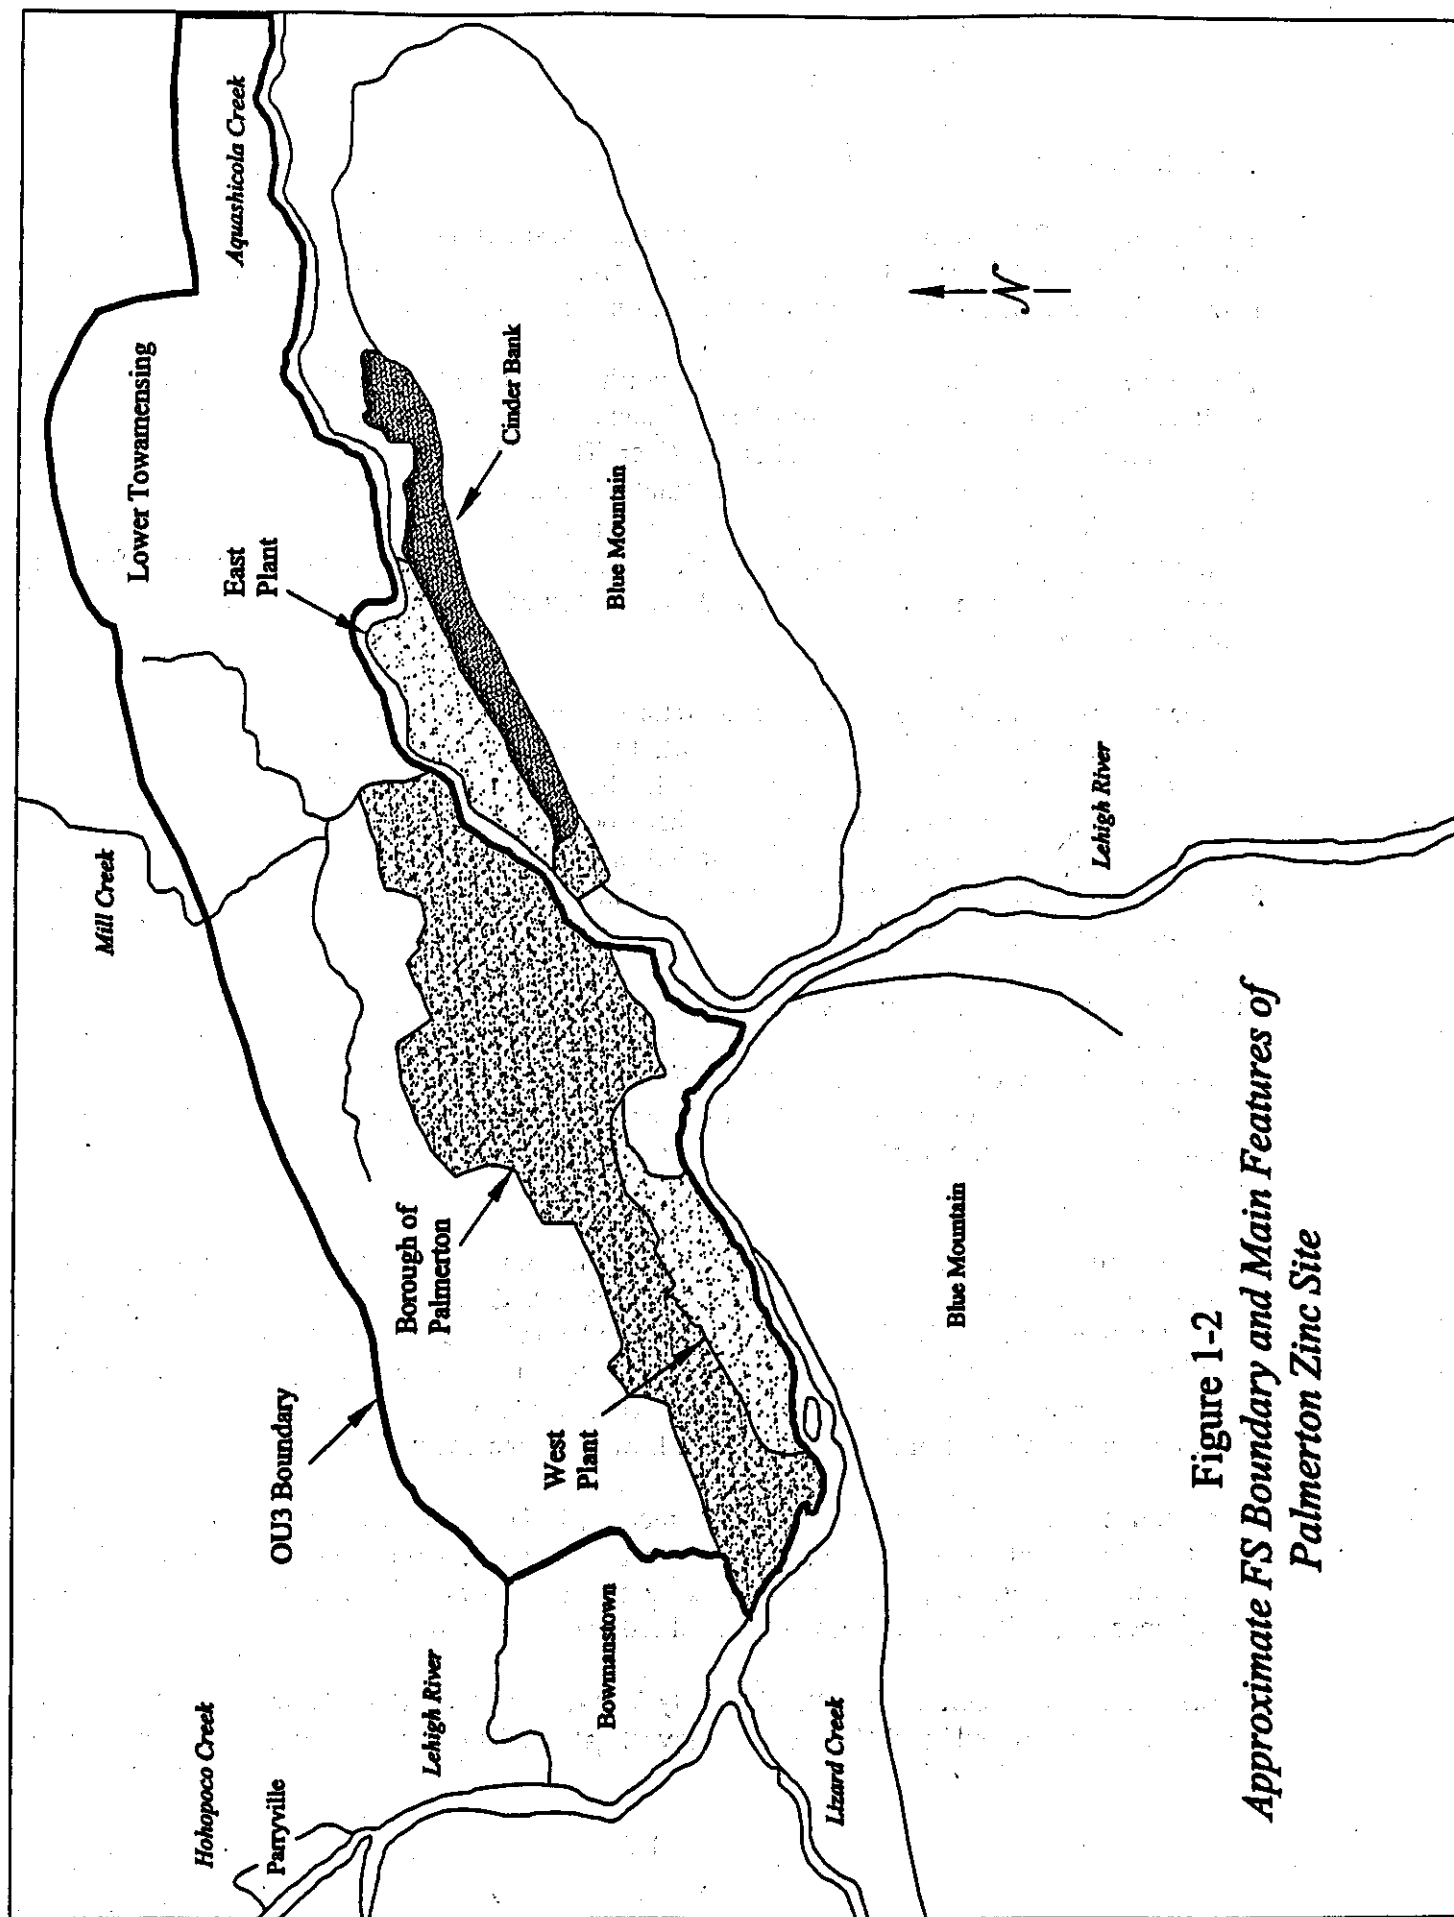 Hohopoco Creek
Parryville
Lehigh River
Bowmanstown
Lizard Creek
OU3 Boundary
West
Plant
Borough of
Palmerton
Mill Creek
East
Plant
Lower Towamensing
Aquashicola Creek
Cinder Bank
Blue Mountain
Blue Mountain
Lehigh River
N
Figure 1-2
Approximate FS Boundary and Main Features of
Palmerton Zinc Site